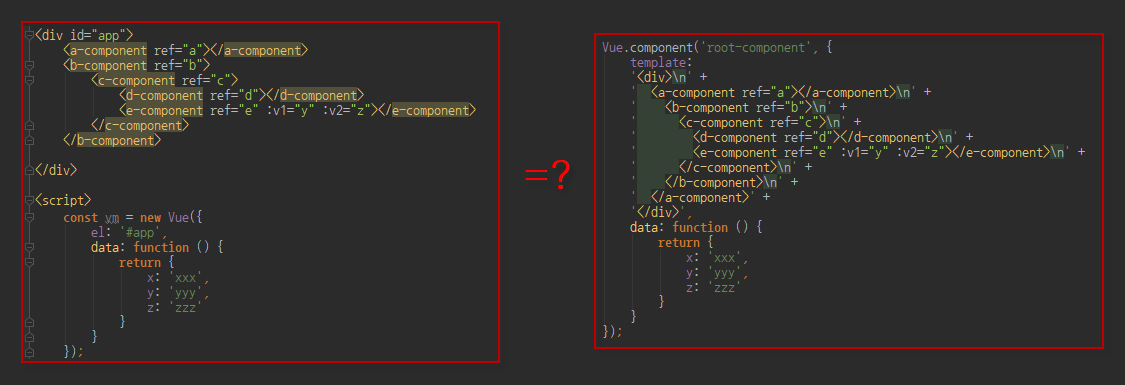 <div id="app">
    <a-component ref="a"></a-component>
    <b-component ref="b">
        <c-component ref="c">
            <d-component ref="d"></d-component>
            <e-component ref="e" :v1="y" :v2="z"></e-component>
        </c-component>
    </b-component>
</div>
<script>
    const vm = new Vue({
        el: '#app',
        data: function () {
            return {
                x: 'xxx',
                y: 'yyy',
                z: 'zzz'
            }
        }
    });
=?
Vue.component('root-component', {
    template:
    '<div>\n' +
    '  <a-component ref="a"></a-component>\n' +
    '    <b-component ref="b">\n' +
    '      <c-component ref="c">\n' +
    '        <d-component ref="d"></d-component>\n' +
    '        <e-component ref="e" :v1="y" :v2="z"></e-component>\n' +
    '      </c-component>\n' +
    '    </b-component>\n' +
    '  </a-component>' +
    '</div>',
    data: function () {
        return {
            x: 'xxx',
            y: 'yyy',
            z: 'zzz'
        }
    }
});